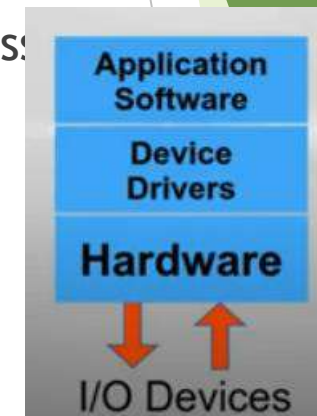 Application
Software
Device
Drivers
Hardware
I/O Devices